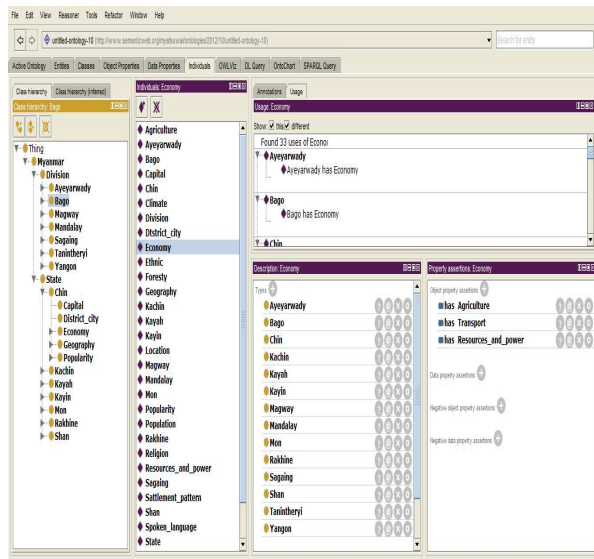 File Edit View Reasoner Tools Refactor Window Help
untitled-ontology-10 (http://www.semanticweb.org/myatsuwai/ontologies/2012/10/untitled-ontology-10)
Search for entity
Active Ontology Entities Classes Object Properties Data Properties Individuals OWLViz DL Query OntoChart SPARQL Query
Class hierarchy Class hierarchy (inferred)
Class hierarchy: Bago
Thing
Myanmar
Division
Ayeyarwady
Bago
Magway
Mandalay
Sagaing
Tanintheryi
Yangon
State
Chin
Capital
District_city
Economy
Geography
Popularity
Kachin
Kayah
Kayin
Mon
Rakhine
Shan
Individuals: Economy
Agriculture
Ayeyarwady
Bago
Capital
Chin
Climate
Division
Dtstrict_city
Economy
Ethnic
Foresty
Geography
Kachin
Kayah
Kayin
Location
Magway
Mandalay
Mon
Popularity
Population
Rakhine
Religion
Resources_and_power
Sagaing
Sattlement_pattern
Shan
Spoken_language
State
Annotations Usage
Usage: Economy
Show: this different
Found 33 uses of Econoi
Ayeyarwady
Ayeyarwady has Economy
Bago
Bago has Economy
Chin
Description: Economy
Types
Ayeyarwady
Bago
Chin
Kachin
Kayah
Kayin
Magway
Mandalay
Mon
Rakhine
Sagaing
Shan
Tanintheryi
Yangon
Property assertions: Economy
Object property assertions
has Agriculture
has Transport
has Resources_and_power
Data property assertions
Negative object property assertions
Negative data property assertions